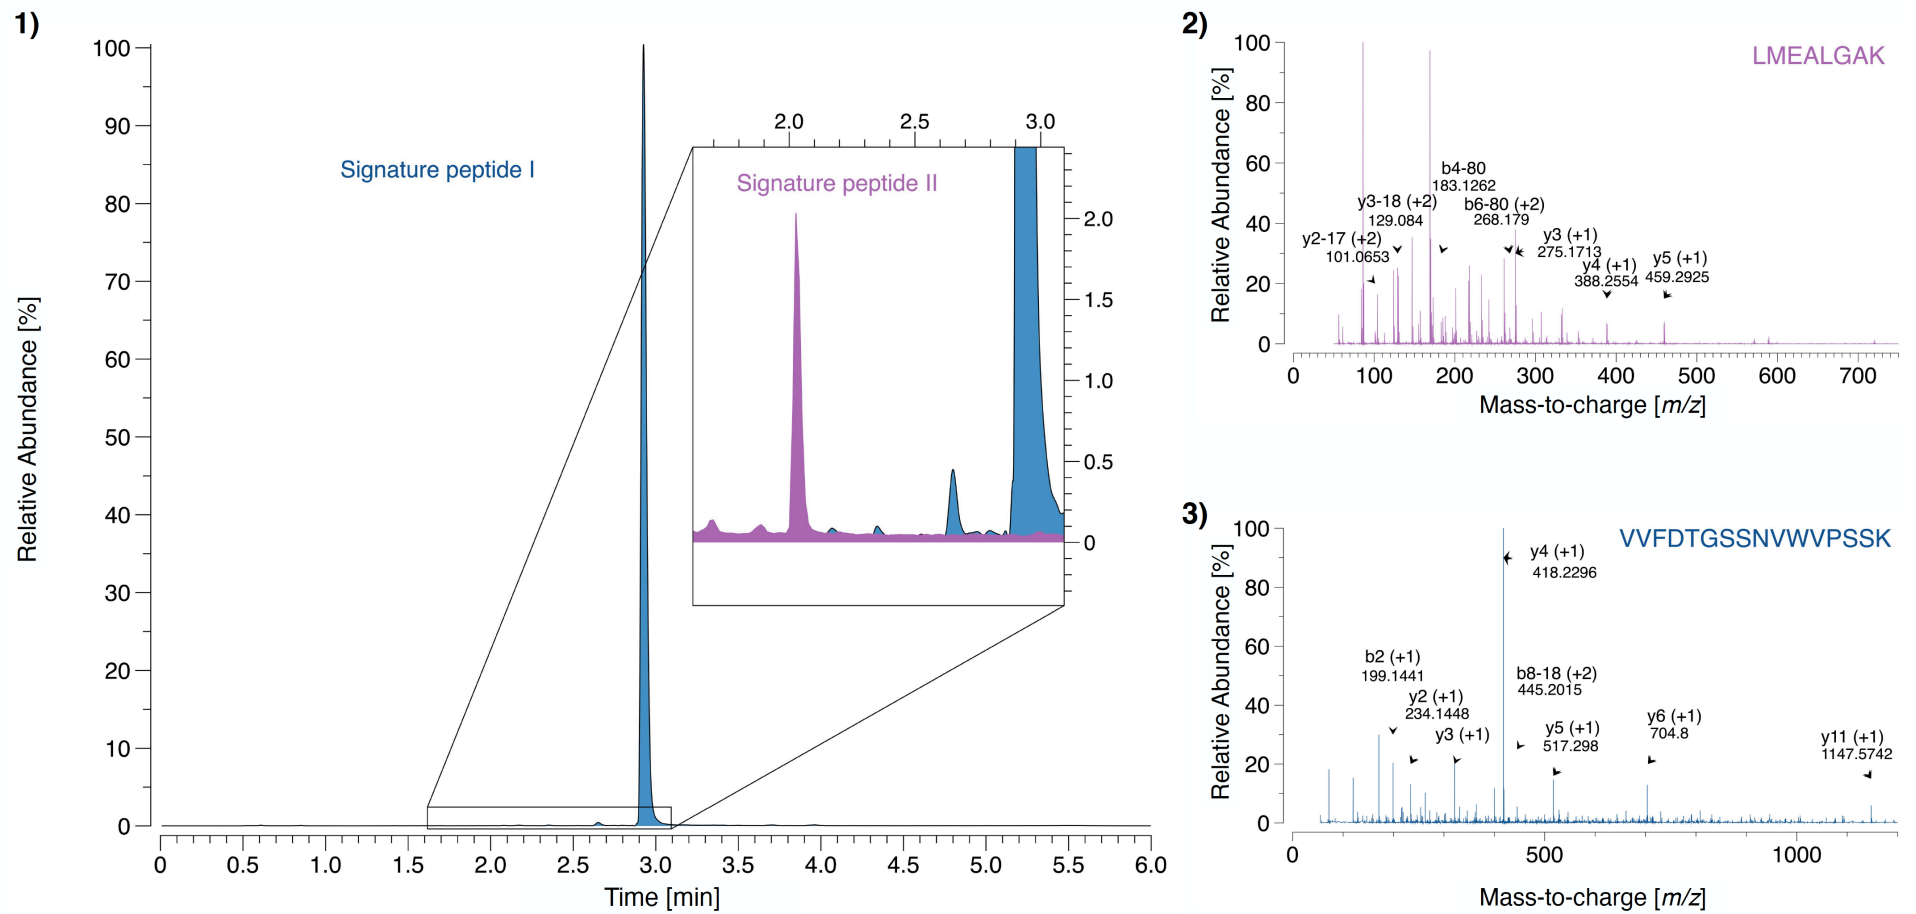 1)
Relative Abundance [%]
100
90
80
70
60
50
40
30
20
10
0
Signature peptide I
2.0 2.5 3.0
Signature peptide II
2.0
1.5
1.0
0.5
0
0 0.5 1.0 1.5 2.0 2.5 3.0 3.5 4.0 4.5 5.0 5.5 6.0
Time [min]
2)
LMEALGAK
Relative Abundance [%]
100
80
60
40
20
0
b4-80
183.1262
y3-18 (+2)
129.084
b6-80 (+2)
268.179
y2-17 (+2)
101.0653
y3 (+1)
275.1713
y4 (+1)
388.2554
y5 (+1)
459.2925
0 100 200 300 400 500 600 700
Mass-to-charge [m/z]
3)
VVFDTGSSNVWVPSSK
Relative Abundance [%]
100
80
60
40
20
0
y4 (+1)
418.2296
b2 (+1)
199.1441
b8-18 (+2)
445.2015
y2 (+1)
234.1448
y3 (+1)
y5 (+1)
517.298
y6 (+1)
704.8
y11 (+1)
1147.5742
0 500 1000
Mass-to-charge [m/z]